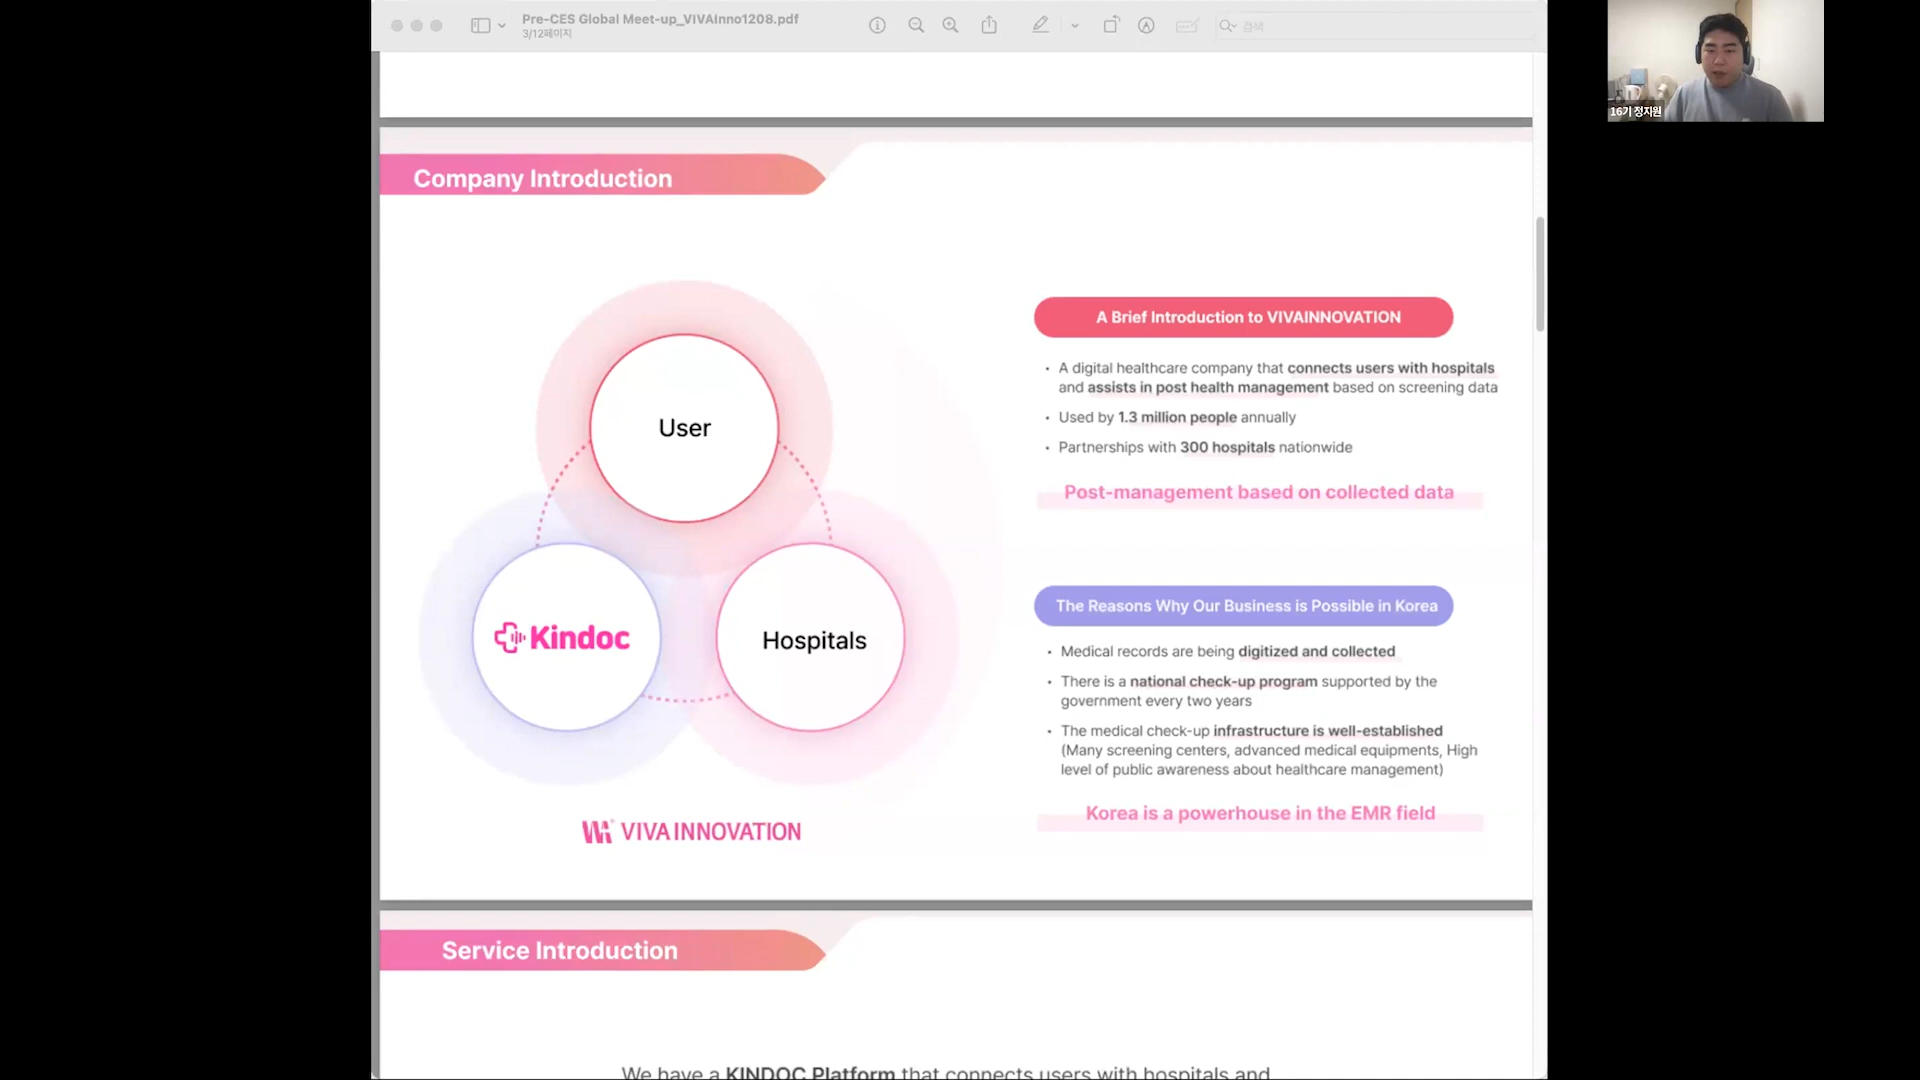 Pre-CES Global Meet-up_VIVAInno1208.pdf
3/12페이지
검색
16기 정지원
Company Introduction
User
Kindoc
Hospitals
VIVA INNOVATION
A Brief Introduction to VIVAINNOVATION
· A digital healthcare company that connects users with hospitals
and assists in post health management based on screening data
· Used by 1.3 million people annually
· Partnerships with 300 hospitals nationwide
Post-management based on collected data
The Reasons Why Our Business is Possible in Korea
· Medical records are being digitized and collected
· There is a national check-up program supported by the
government every two years
· The medical check-up infrastructure is well-established
(Many screening centers, advanced medical equipments, High
level of public awareness about healthcare management)
Korea is a powerhouse in the EMR field
Service Introduction
We have a KINDOC Platform that connects users with hospitals and